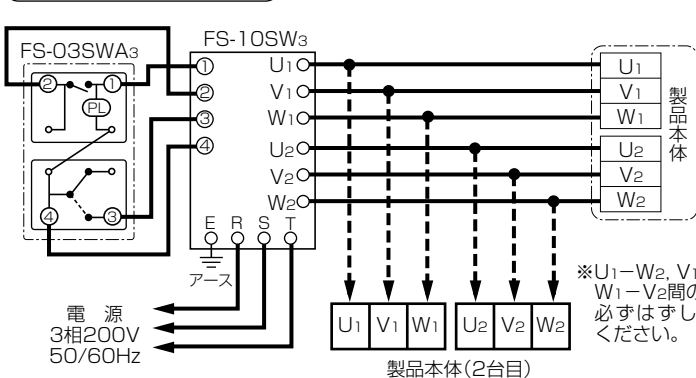 FS-10SW3
FS-03SWA3
② ①
PL
④ ③
①
②
③
④
U1
V1
W1
U2
V2
W2
E R S T
アース
電 源
3相200V
50/60Hz
U1
V1
W1
U2
V2
W2
製品本体
※U1−W2, V1
W1−V2間の
必ずはずし
ください。
U1 V1 W1 U2 V2 W2
製品本体(2台目)